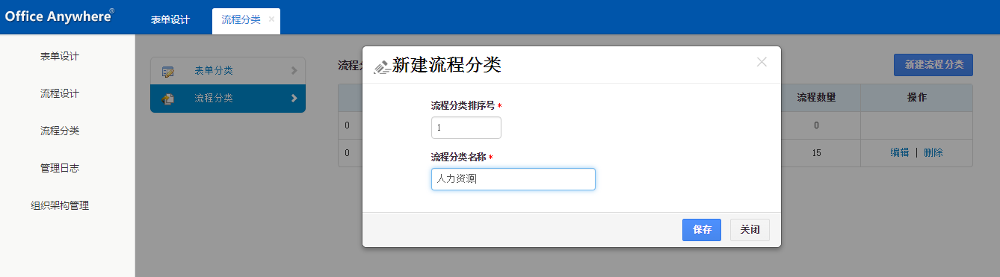 Office Anywhere®
表单设计
流程分类 ×
表单设计
流程设计
流程分类
管理日志
组织架构管理
表单分类
流程分类
流程分
新建流程分类
流程数量 操作
0 0
0 15 编辑 | 删除
新建流程分类 ×
流程分类排序号 *
1
流程分类名称 *
人力资源
保存 关闭